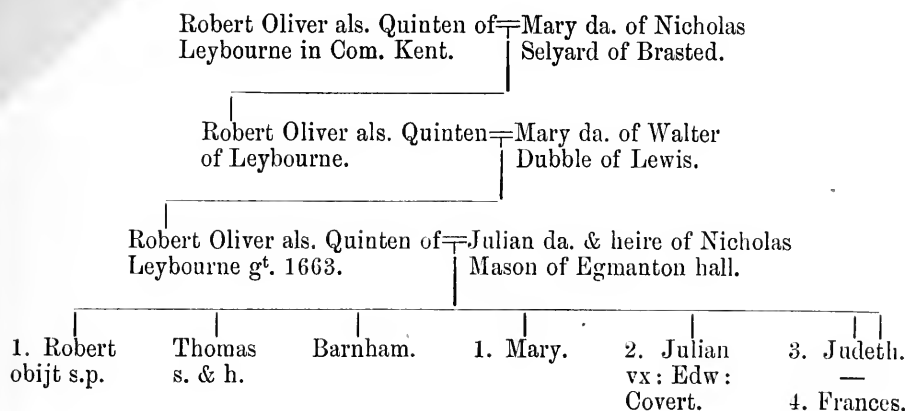 Robert Oliver als. Quinten of Mary da. of Nicholas
Leybourne in Com. Kent. Selyard of Brasted.
Robert Oliver als. Quinten Mary da. of Walter
of Leybourne. Dubble of Lewis.
Robert Oliver als. Quinten of Julian da. & heire of Nicholas
Leybourne gᵗ. 1663. Mason of Egmanton hall.
1. Robert Thomas Barnham. 1. Mary. 2. Julian 3. Judeth.
obijt s.p. s. & h. vx: Edw: —
Covert. 4. Frances.